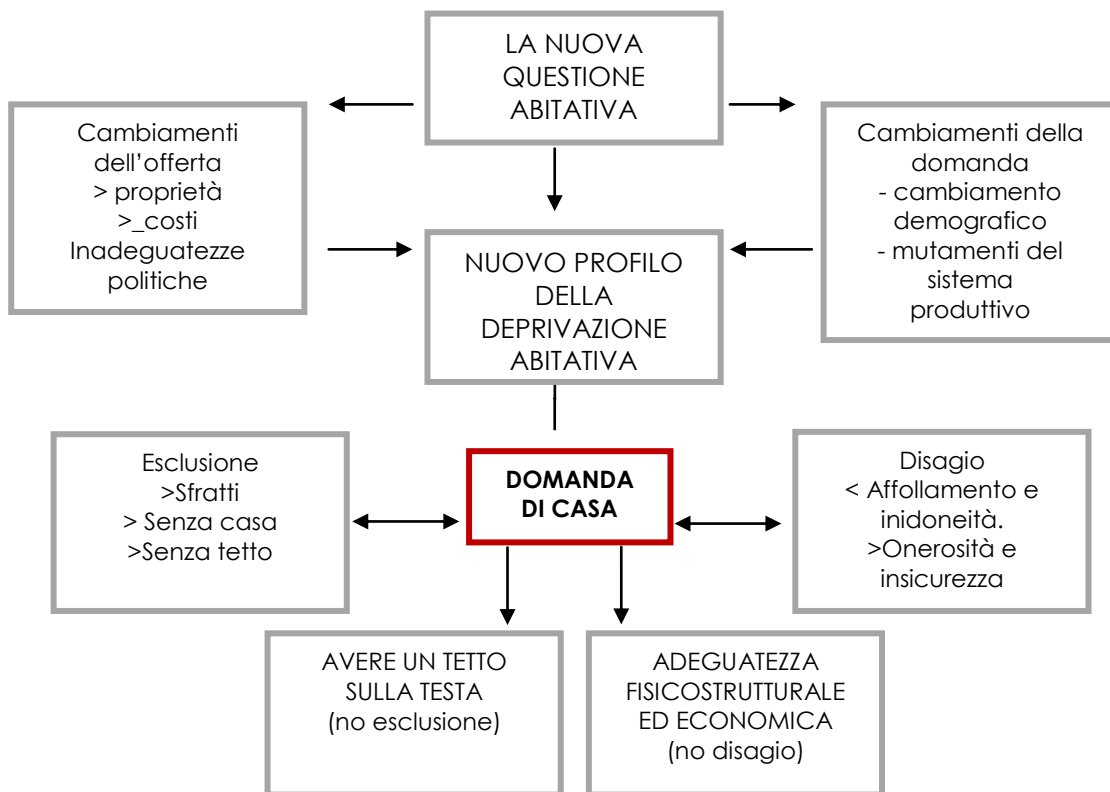 LA NUOVA
QUESTIONE
ABITATIVA
Cambiamenti
dell’offerta
> proprietà
>_costi
Inadeguatezze
politiche
Cambiamenti della
domanda
- cambiamento
demografico
- mutamenti del
sistema
produttivo
NUOVO PROFILO
DELLA
DEPRIVAZIONE
ABITATIVA
Esclusione
>Sfratti
> Senza casa
>Senza tetto
DOMANDA
DI CASA
Disagio
< Affollamento e
inidoneità.
>Onerosità e
insicurezza
AVERE UN TETTO
SULLA TESTA
(no esclusione)
ADEGUATEZZA
FISICOSTRUTTURALE
ED ECONOMICA
(no disagio)